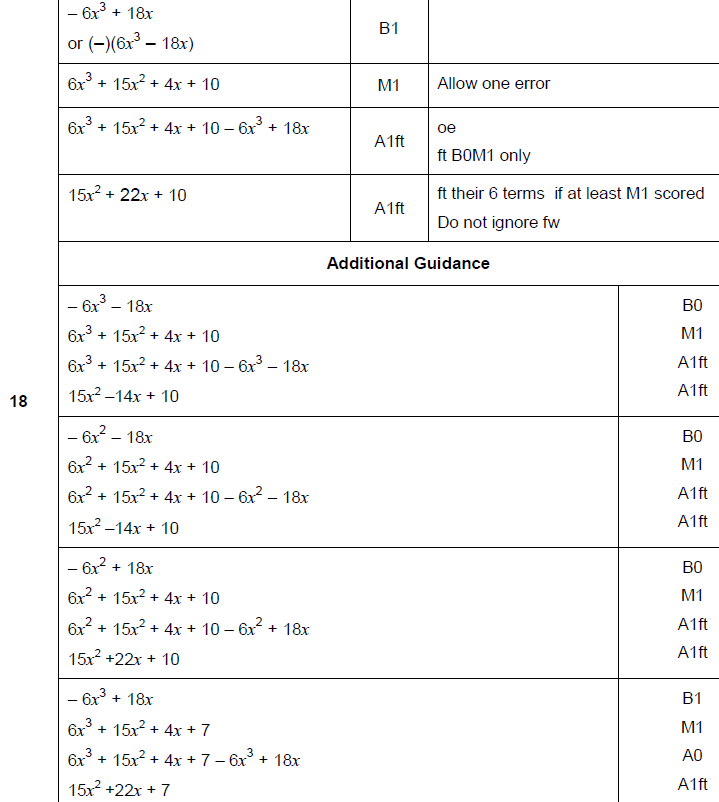 – 6x³ + 18x
or (–)(6x³ – 18x)
B1
6x³ + 15x² + 4x + 10
M1
Allow one error
6x³ + 15x² + 4x + 10 – 6x³ + 18x
A1ft
oe
ft B0M1 only
15x² + 22x + 10
A1ft
ft their 6 terms if at least M1 scored
Do not ignore fw
Additional Guidance
18
– 6x³ – 18x B0
6x³ + 15x² + 4x + 10 M1
6x³ + 15x² + 4x + 10 – 6x³ – 18x A1ft
15x² –14x + 10 A1ft
– 6x² – 18x B0
6x² + 15x² + 4x + 10 M1
6x² + 15x² + 4x + 10 – 6x² – 18x A1ft
15x² –14x + 10 A1ft
– 6x² + 18x B0
6x² + 15x² + 4x + 10 M1
6x² + 15x² + 4x + 10 – 6x² + 18x A1ft
15x² +22x + 10 A1ft
– 6x³ + 18x B1
6x³ + 15x² + 4x + 7 M1
6x³ + 15x² + 4x + 7 – 6x³ + 18x A0
15x² +22x + 7 A1ft